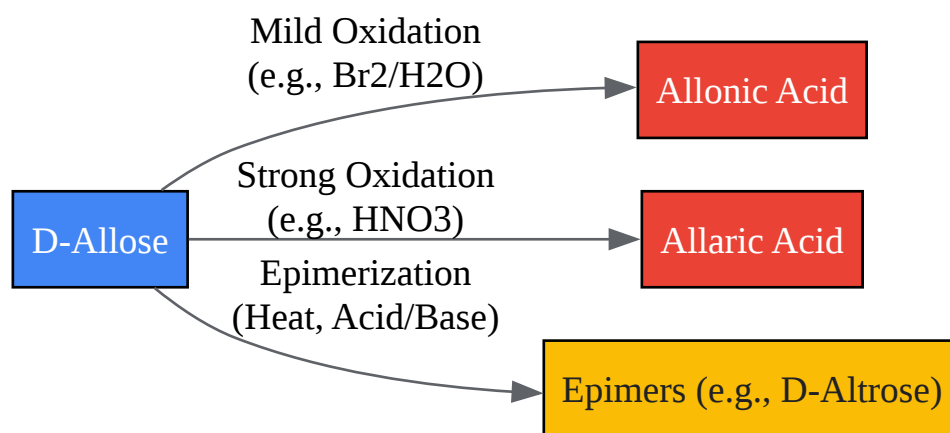 Mild Oxidation
(e.g., Br2/H2O)
Allonic Acid
D-Allose
Strong Oxidation
(e.g., HNO3)
Allaric Acid
Epimerization
(Heat, Acid/Base)
Epimers (e.g., D-Altrose)